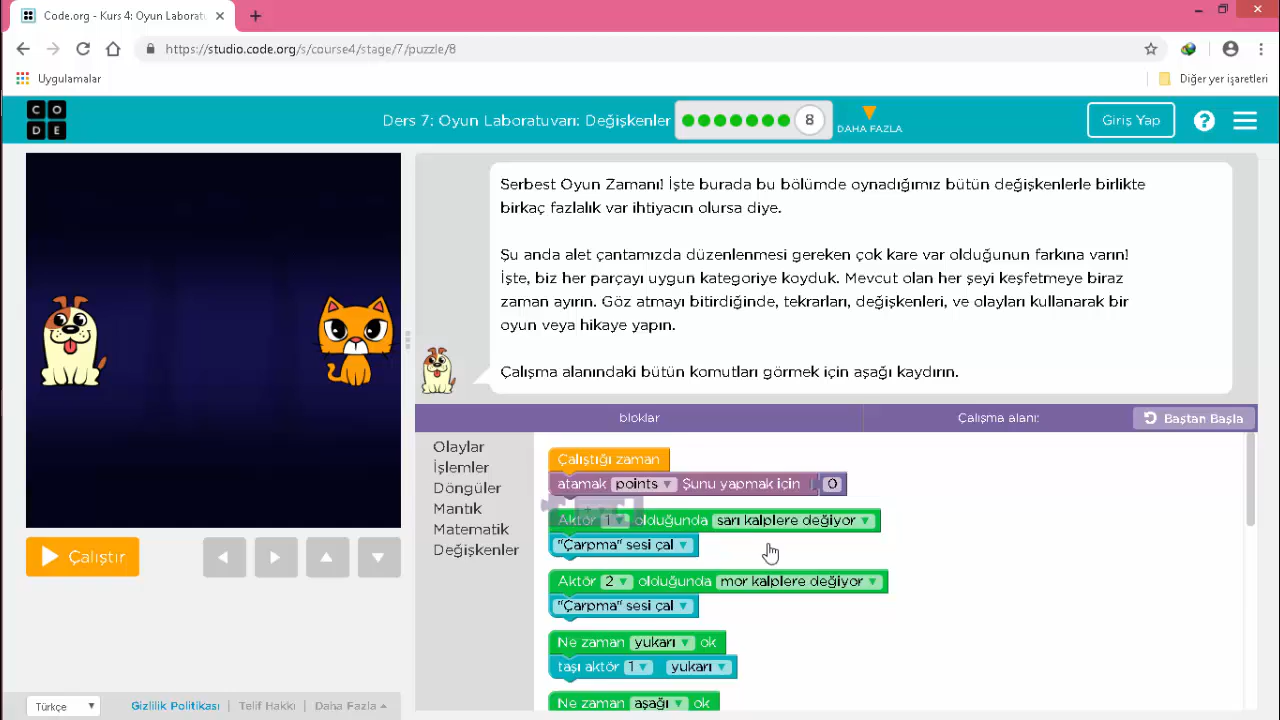 Code.org - Kurs 4: Oyun Laboratu
https://studio.code.org/s/course4/stage/7/puzzle/8
Uygulamalar
Diğer yer işaretleri
C O
D E
Ders 7: Oyun Laboratuvarı: Değişkenler
8
DAHA FAZLA
Giriş Yap
?
Serbest Oyun Zamanı! İşte burada bu bölümde oynadığımız bütün değişkenlerle birlikte
birkaç fazlalık var ihtiyacın olursa diye.
Şu anda alet çantamızda düzenlenmesi gereken çok kare var olduğunun farkına varın!
İşte, biz her parçayı uygun kategoriye koyduk. Mevcut olan her şeyi keşfetmeye biraz
zaman ayırın. Göz atmayı bitirdiğinde, tekrarları, değişkenleri, ve olayları kullanarak bir
oyun veya hikaye yapın.
Çalışma alanındaki bütün komutları görmek için aşağı kaydırın.
bloklar
Çalışma alanı:
Baştan Başla
Olaylar
İşlemler
Döngüler
Mantık
Matematik
Değişkenler
Çalıştığı zaman
atamak points Şunu yapmak için 0
Aktör 1 olduğunda sarı kalplere değiyor
"Çarpma" sesi çal
Aktör 2 olduğunda mor kalplere değiyor
"Çarpma" sesi çal
Ne zaman yukarı ok
taşı aktör 1 yukarı
Ne zaman aşağı ok
Çalıştır
Türkçe
Gizlilik Politikası
Telif Hakkı
Daha Fazla